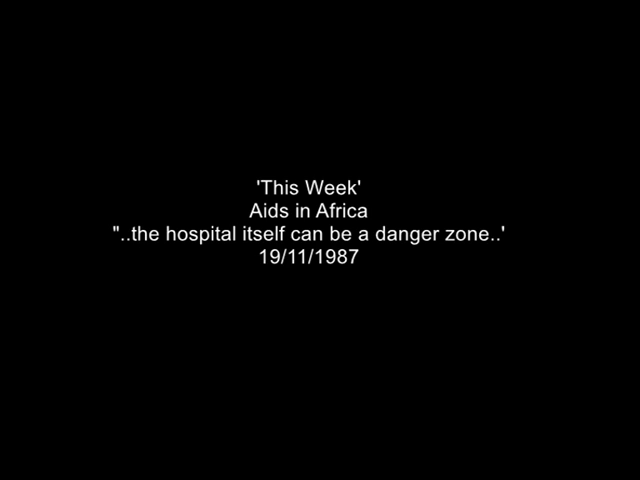 'This Week'
Aids in Africa
"..the hospital itself can be a danger zone..'
19/11/1987